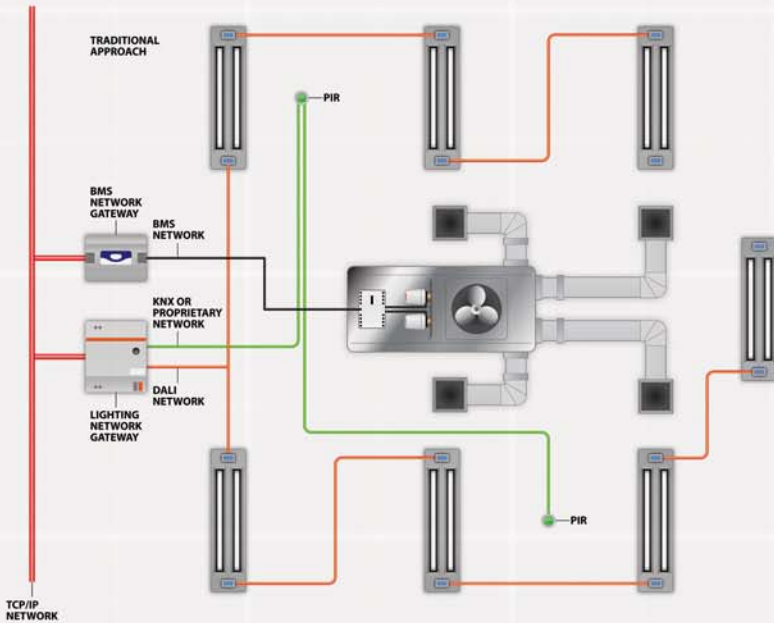 TRADITIONAL
APPROACH
PIR
BMS
NETWORK
GATEWAY
BMS
NETWORK
KNX OR
PROPRIETARY
NETWORK
DALI
NETWORK
LIGHTING
NETWORK
GATEWAY
PIR
TCP/IP
NETWORK